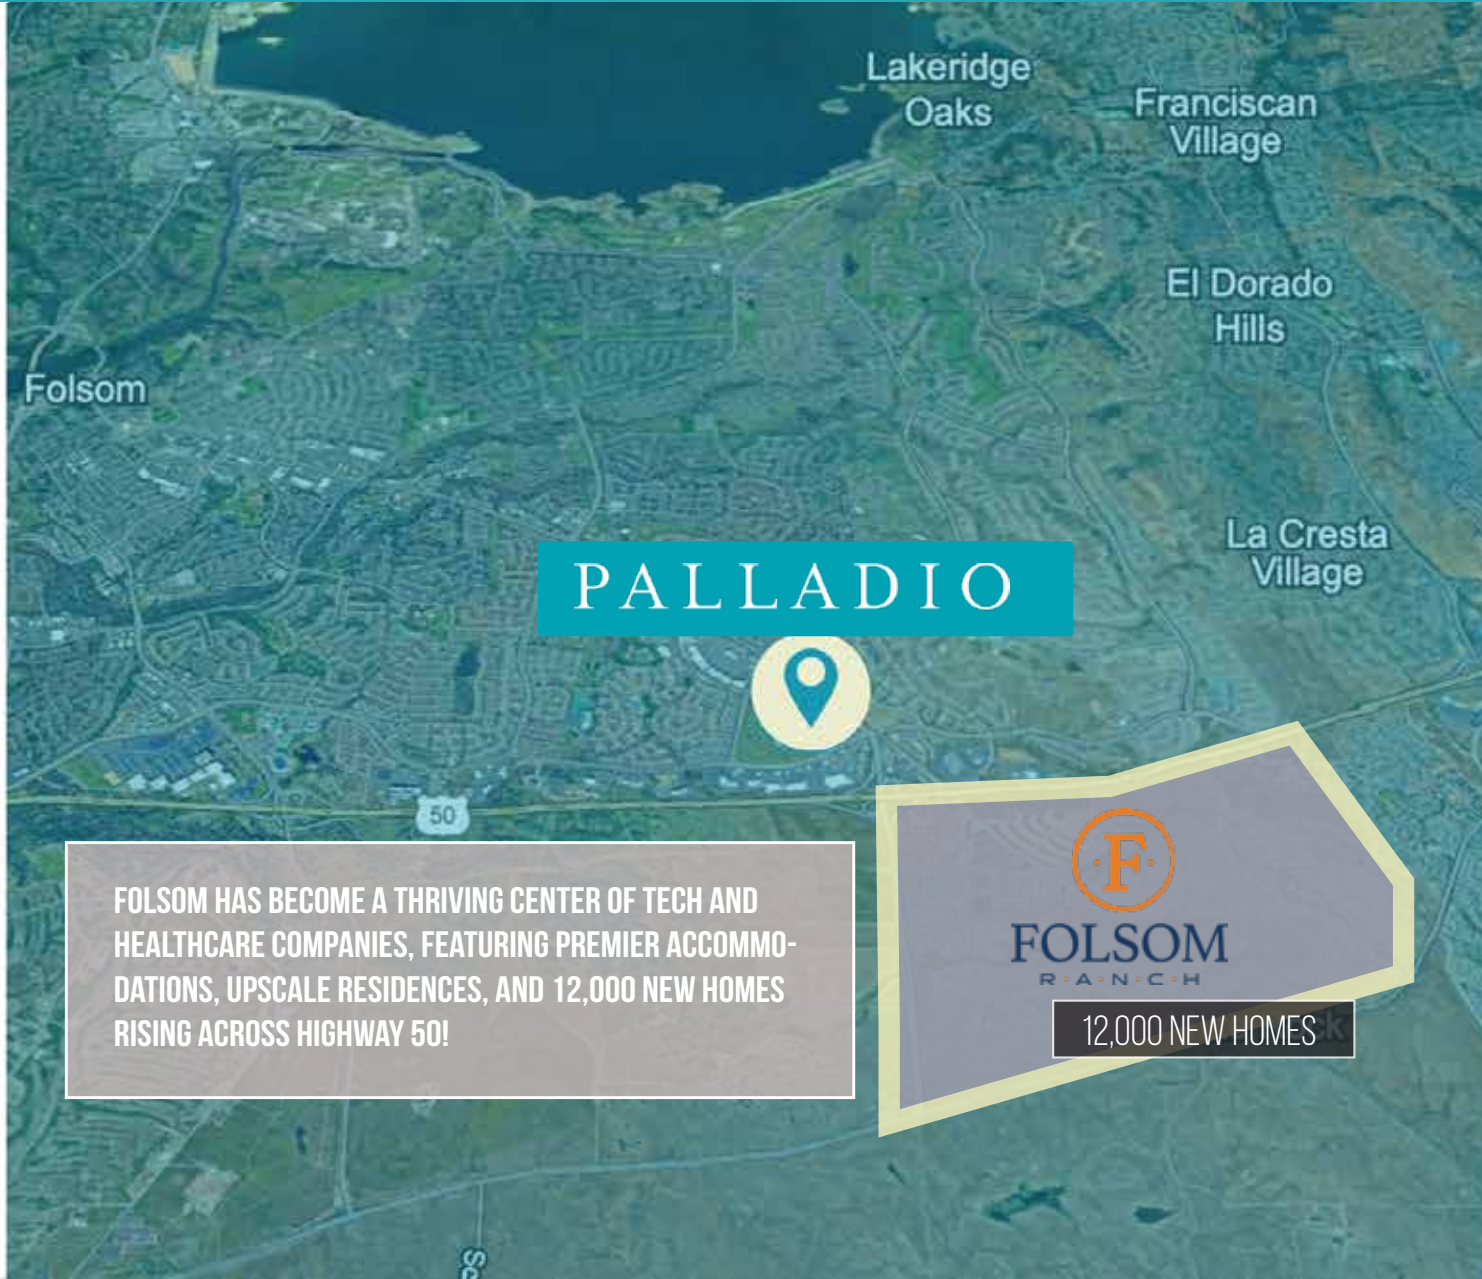 Lakeridge
Oaks
Franciscan
Village
El Dorado
Hills
Folsom
La Cresta
Village
PALLADIO
50
FOLSOM HAS BECOME A THRIVING CENTER OF TECH AND
HEALTHCARE COMPANIES, FEATURING PREMIER ACCOMMO-
DATIONS, UPSCALE RESIDENCES, AND 12,000 NEW HOMES
RISING ACROSS HIGHWAY 50!
F
FOLSOM
R·A·N·C·H
12,000 NEW HOMES